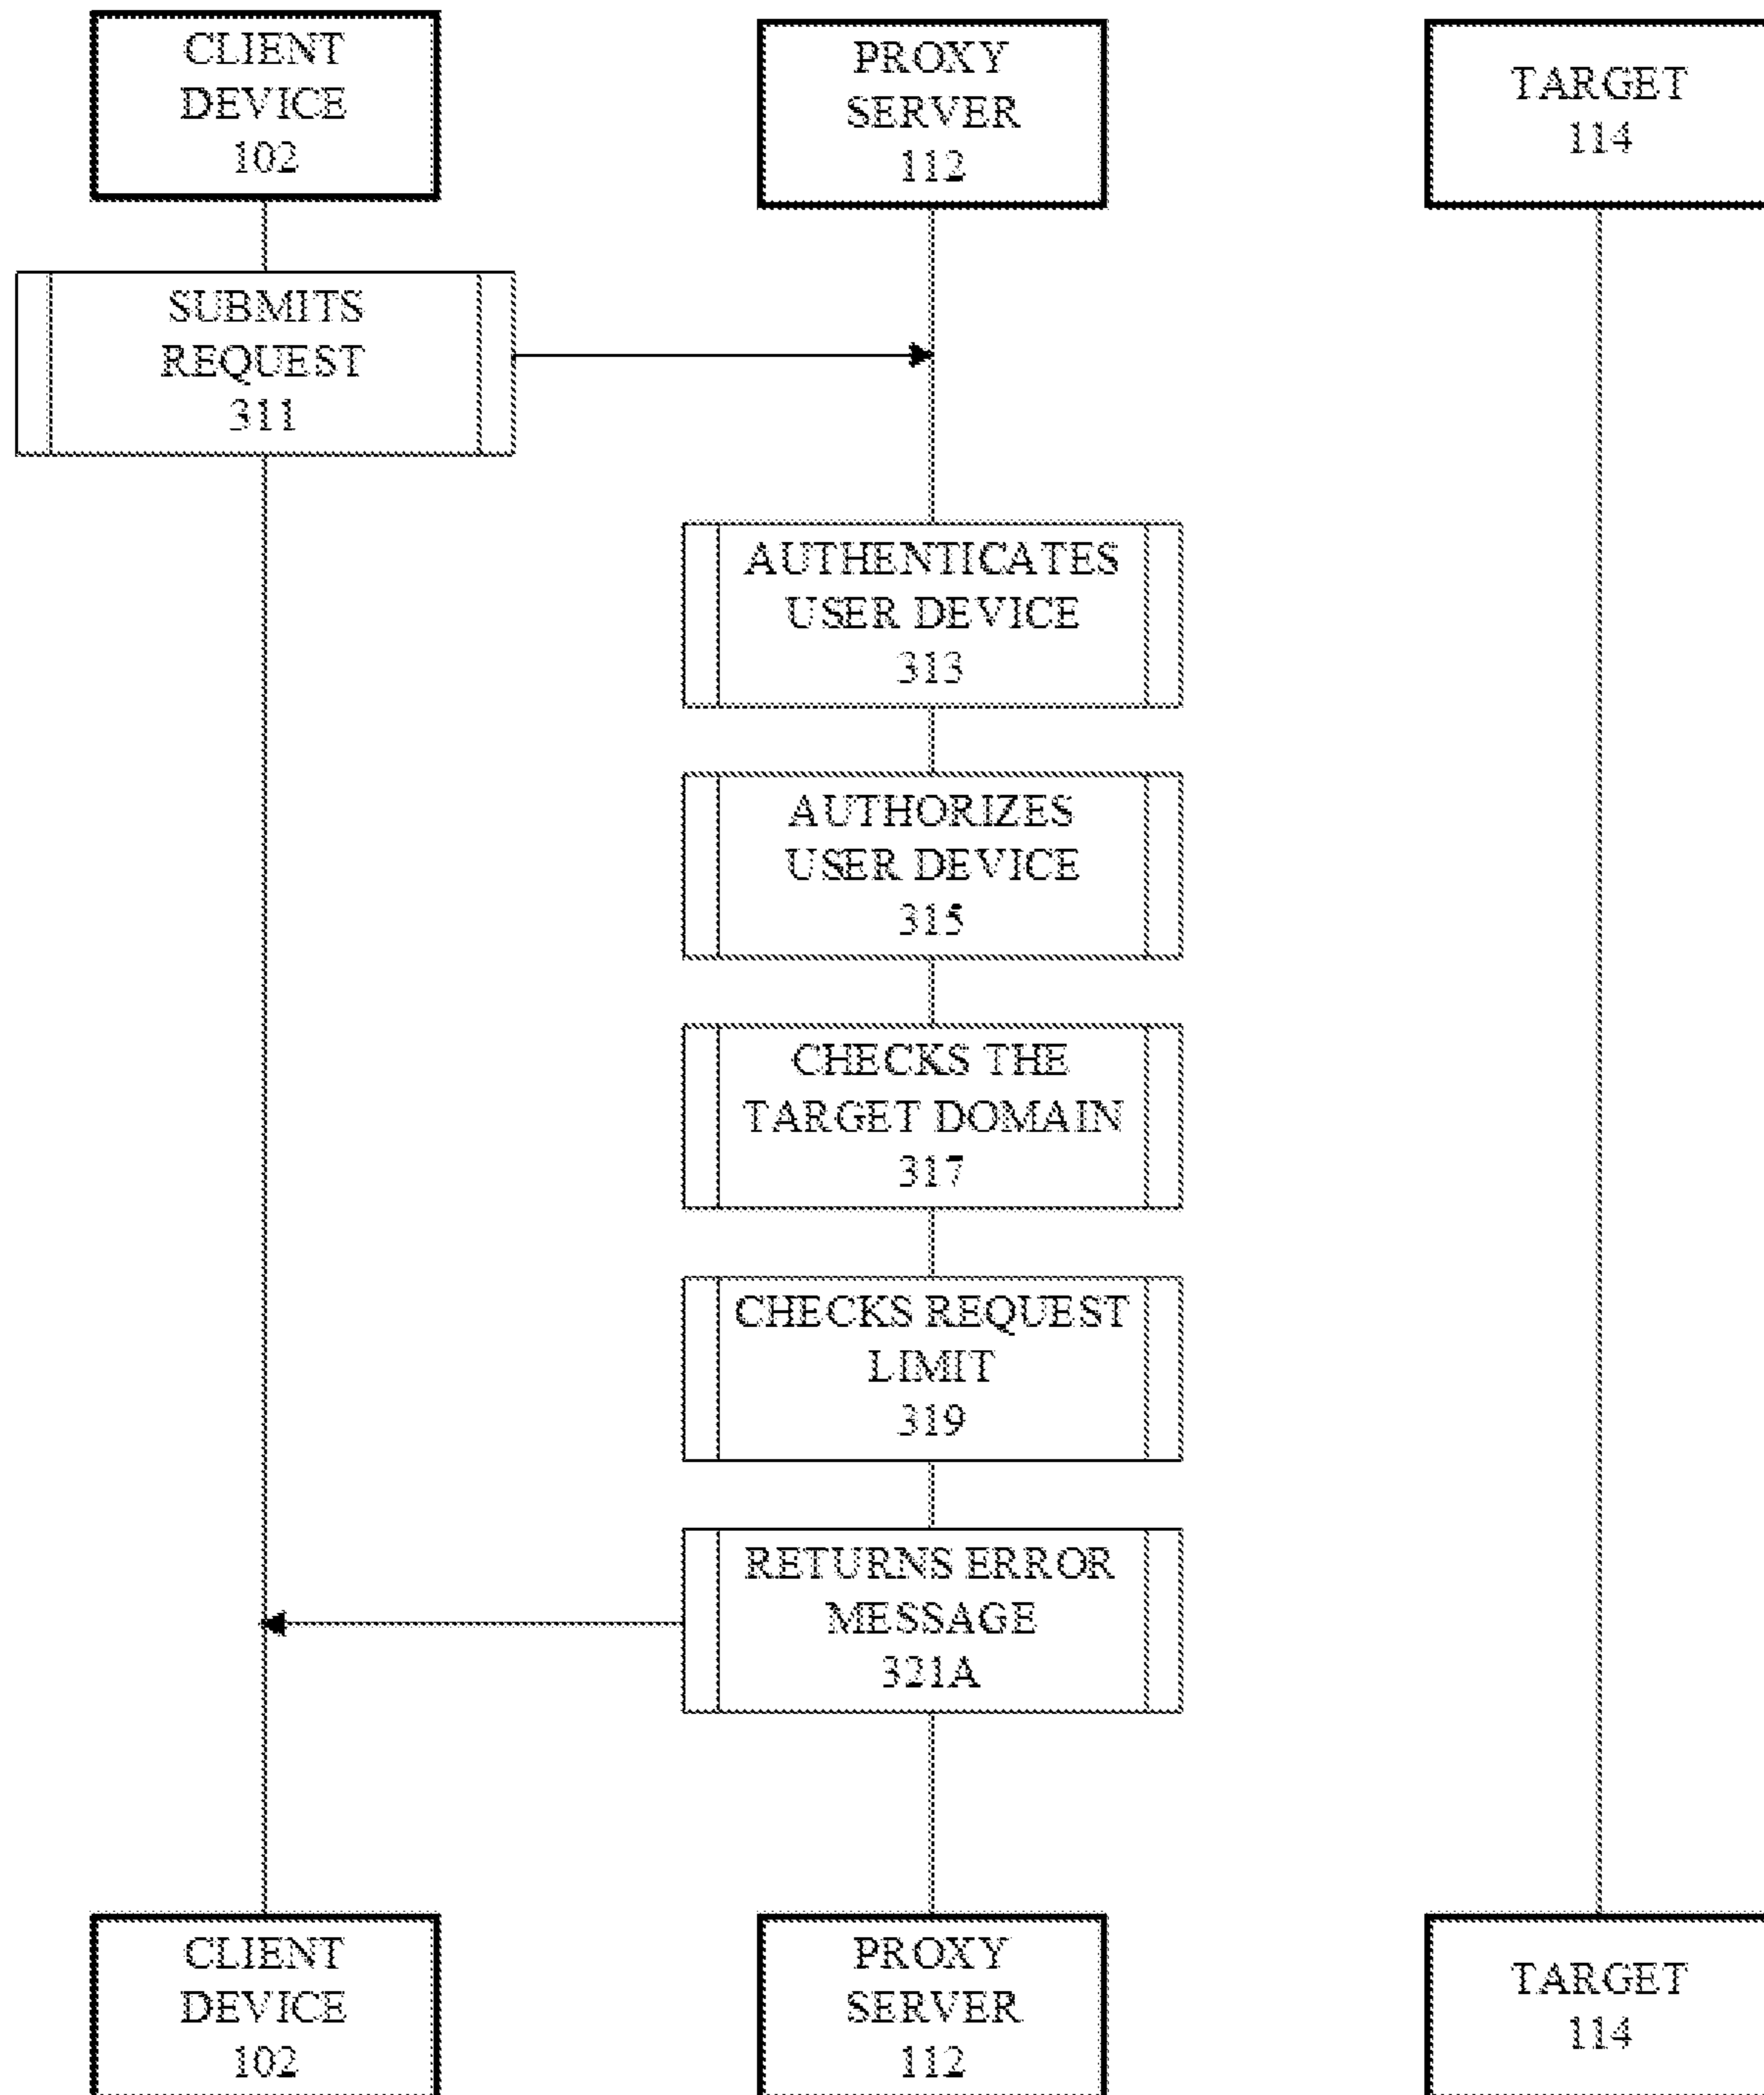 CLIENT
DEVICE
102
PROXY
SERVER
112
TARGET
114
SUBMITS
REQUEST
311
AUTHENTICATES
USER DEVICE
313
AUTHORIZES
USER DEVICE
315
CHECKS THE
TARGET DOMAIN
317
CHECKS REQUEST
LIMIT
319
RETURNS ERROR
MESSAGE
321A
CLIENT
DEVICE
102
PROXY
SERVER
112
TARGET
114